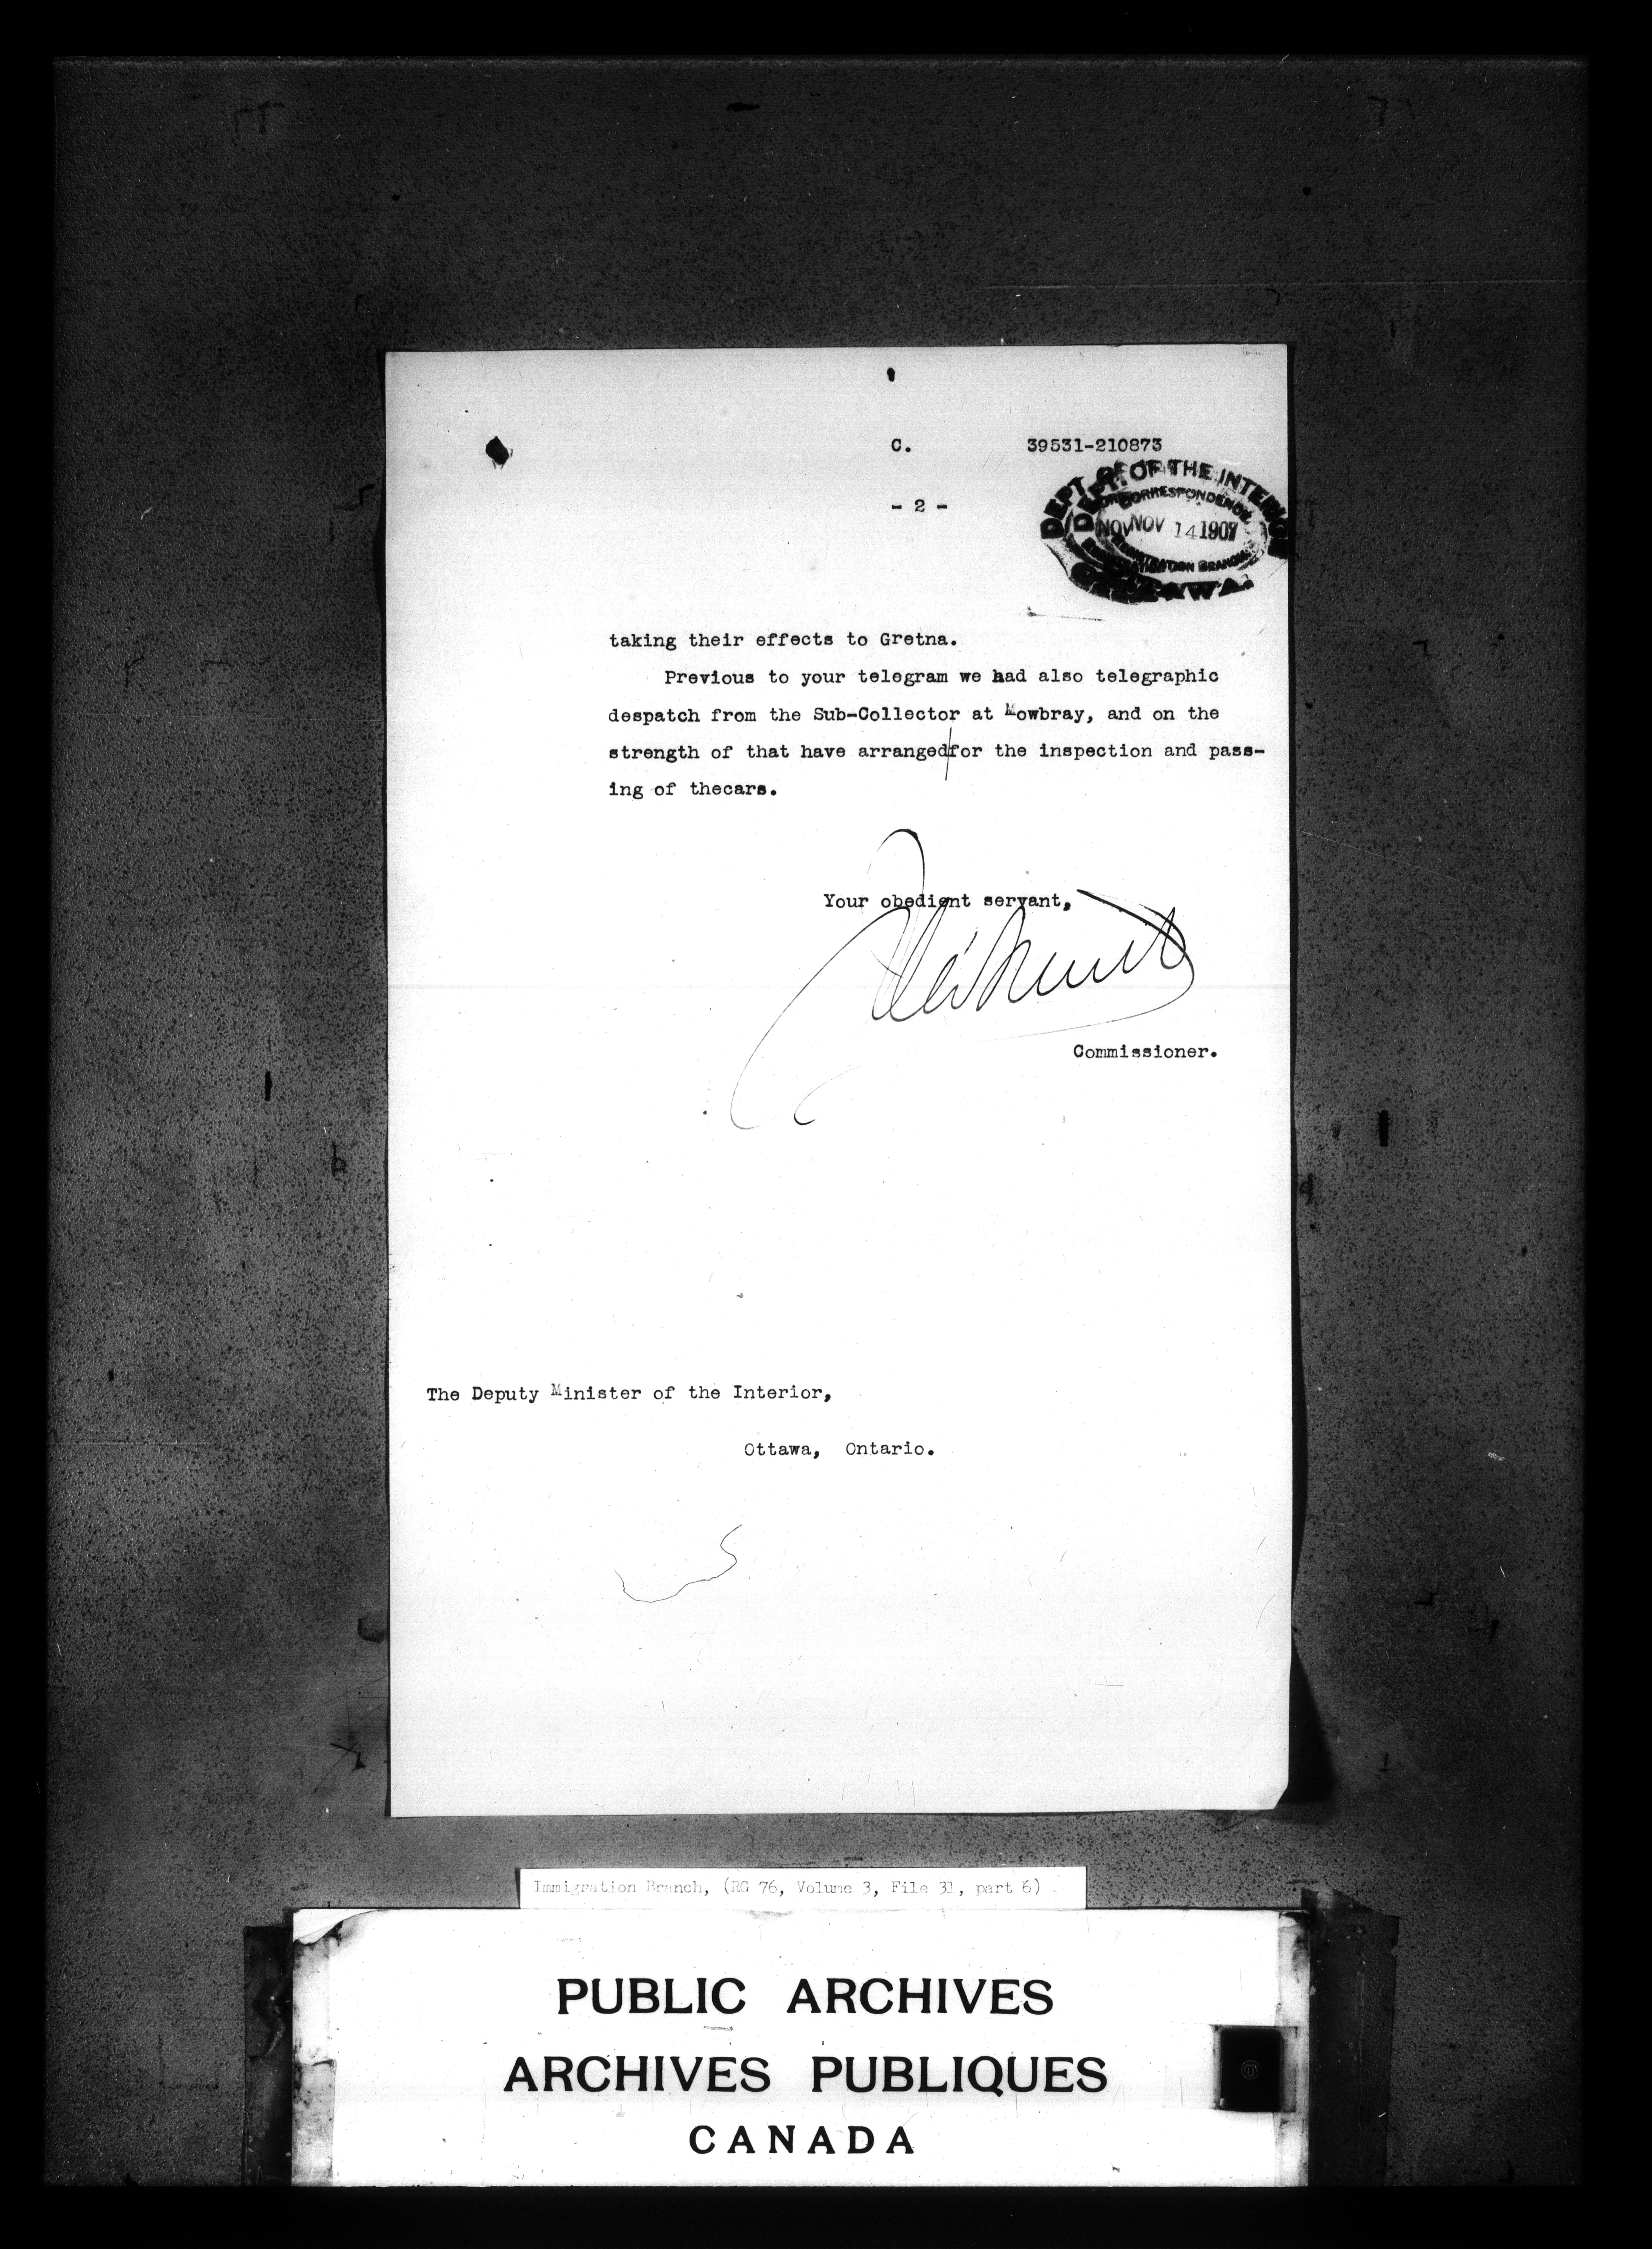 C. 39531-210873
- 2 -
DEPT. OF THE INTERIOR
CORRESPONDENCE
NOV 14 1907
IMMIGRATION BRANCH
OTTAWA.
taking their effects to Gretna.
Previous to your telegram we had also telegraphic
despatch from the Sub-Collector at Mowbray, and on the
strength of that have arranged|for the inspection and pass-
ing of thecars.
Your obedient servant,
Commissioner.
The Deputy Minister of the Interior,
Ottawa, Ontario.
Immigration Branch, (RG 76, Volume 3, File 31, part 6)
PUBLIC ARCHIVES
ARCHIVES PUBLIQUES
CANADA